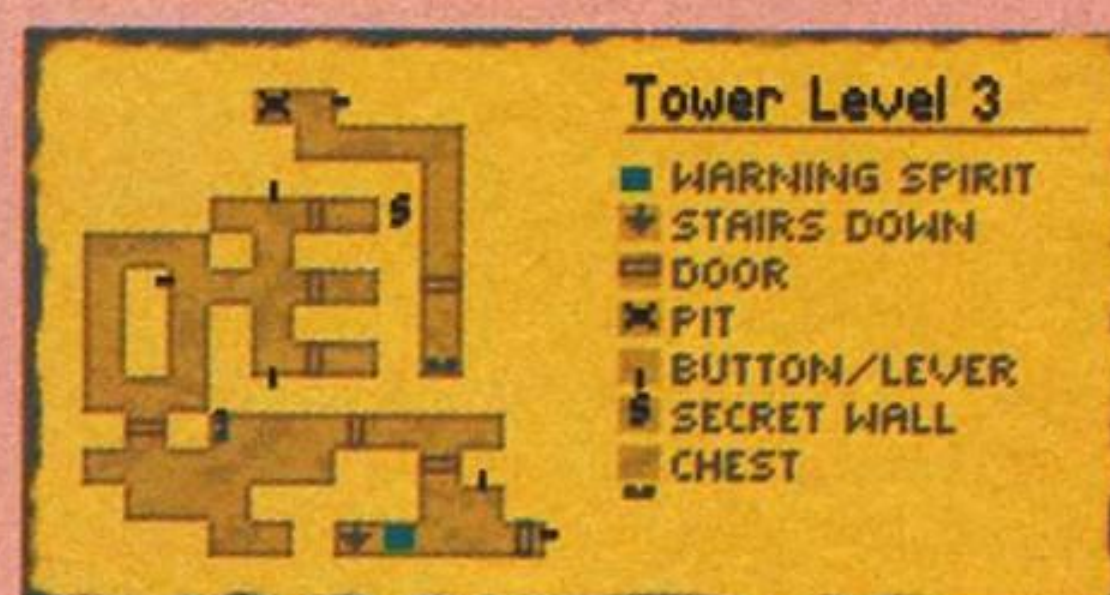 Tower Level 3
WARNING SPIRIT
STAIRS DOWN
DOOR
PIT
BUTTON/LEVER
S SECRET WALL
CHEST
S